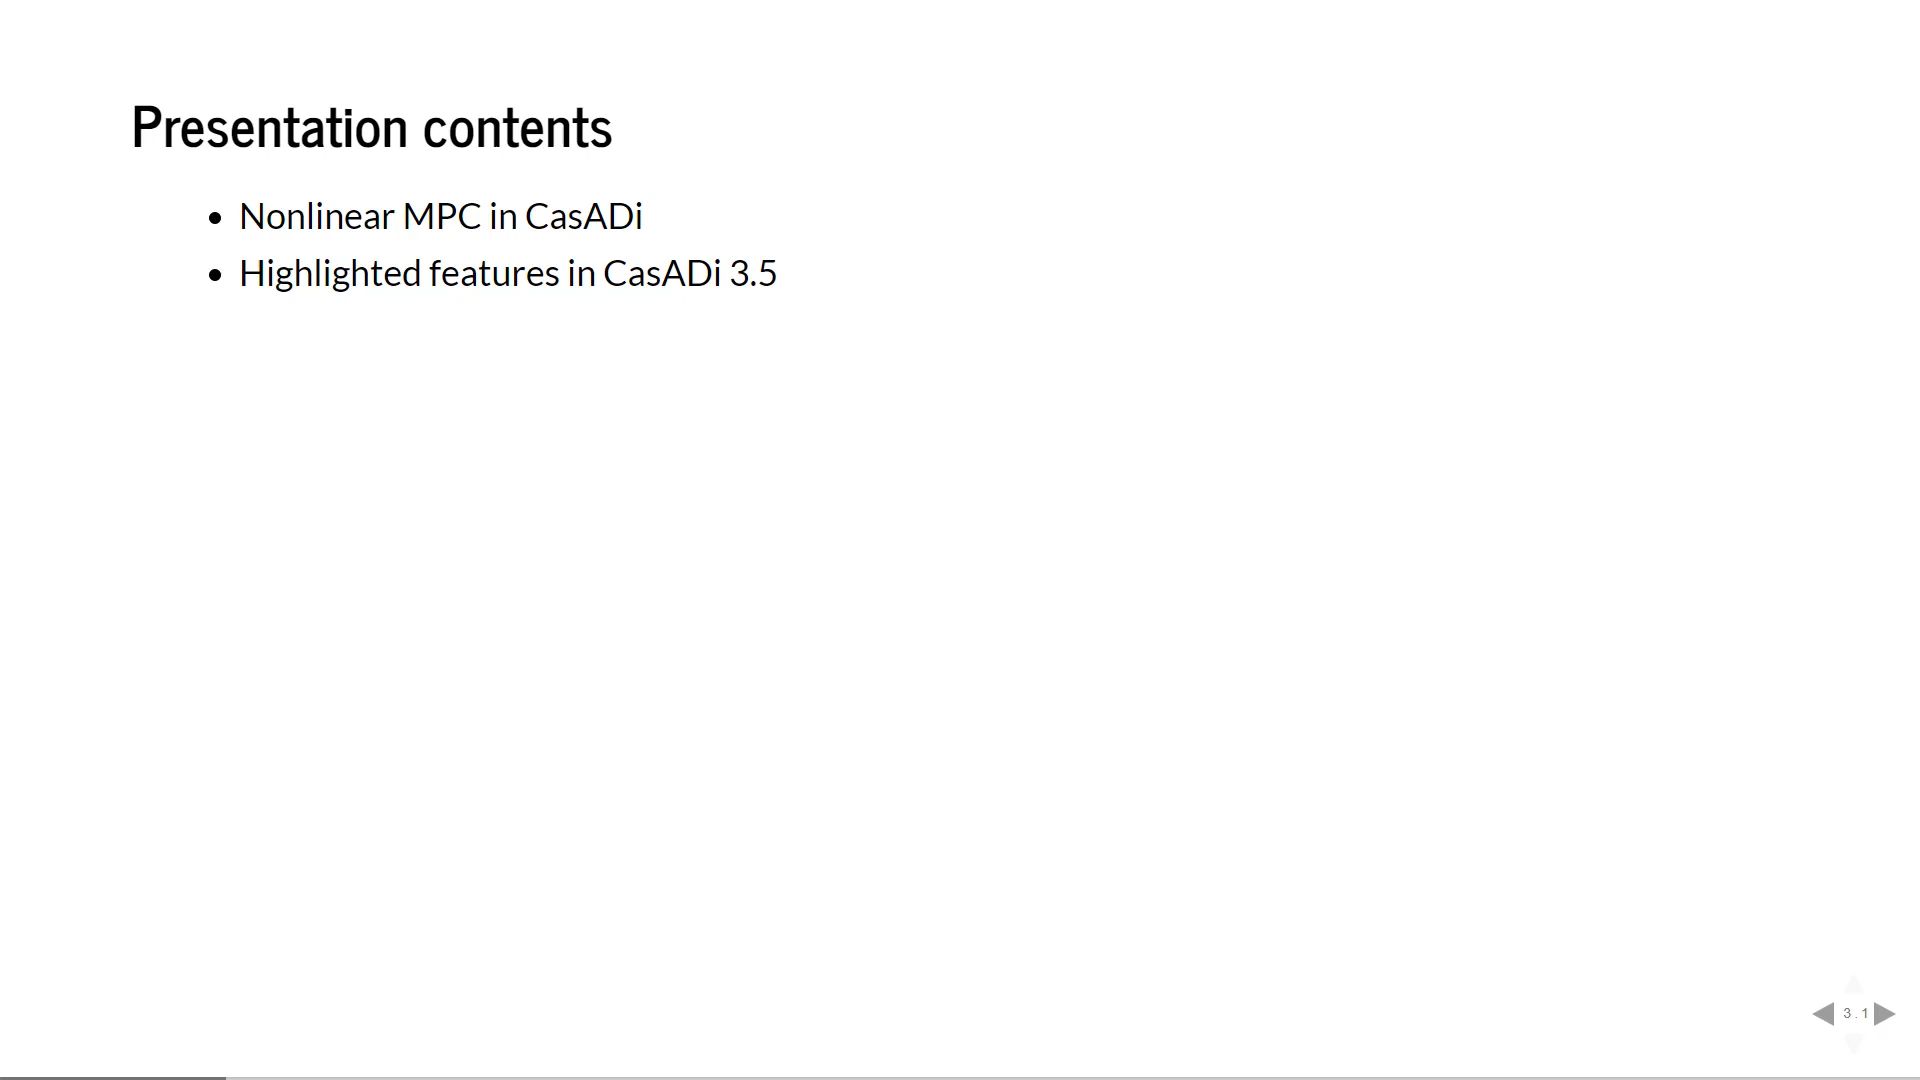 Presentation contents
• Nonlinear MPC in CasADi
• Highlighted features in CasADi 3.5
3.1